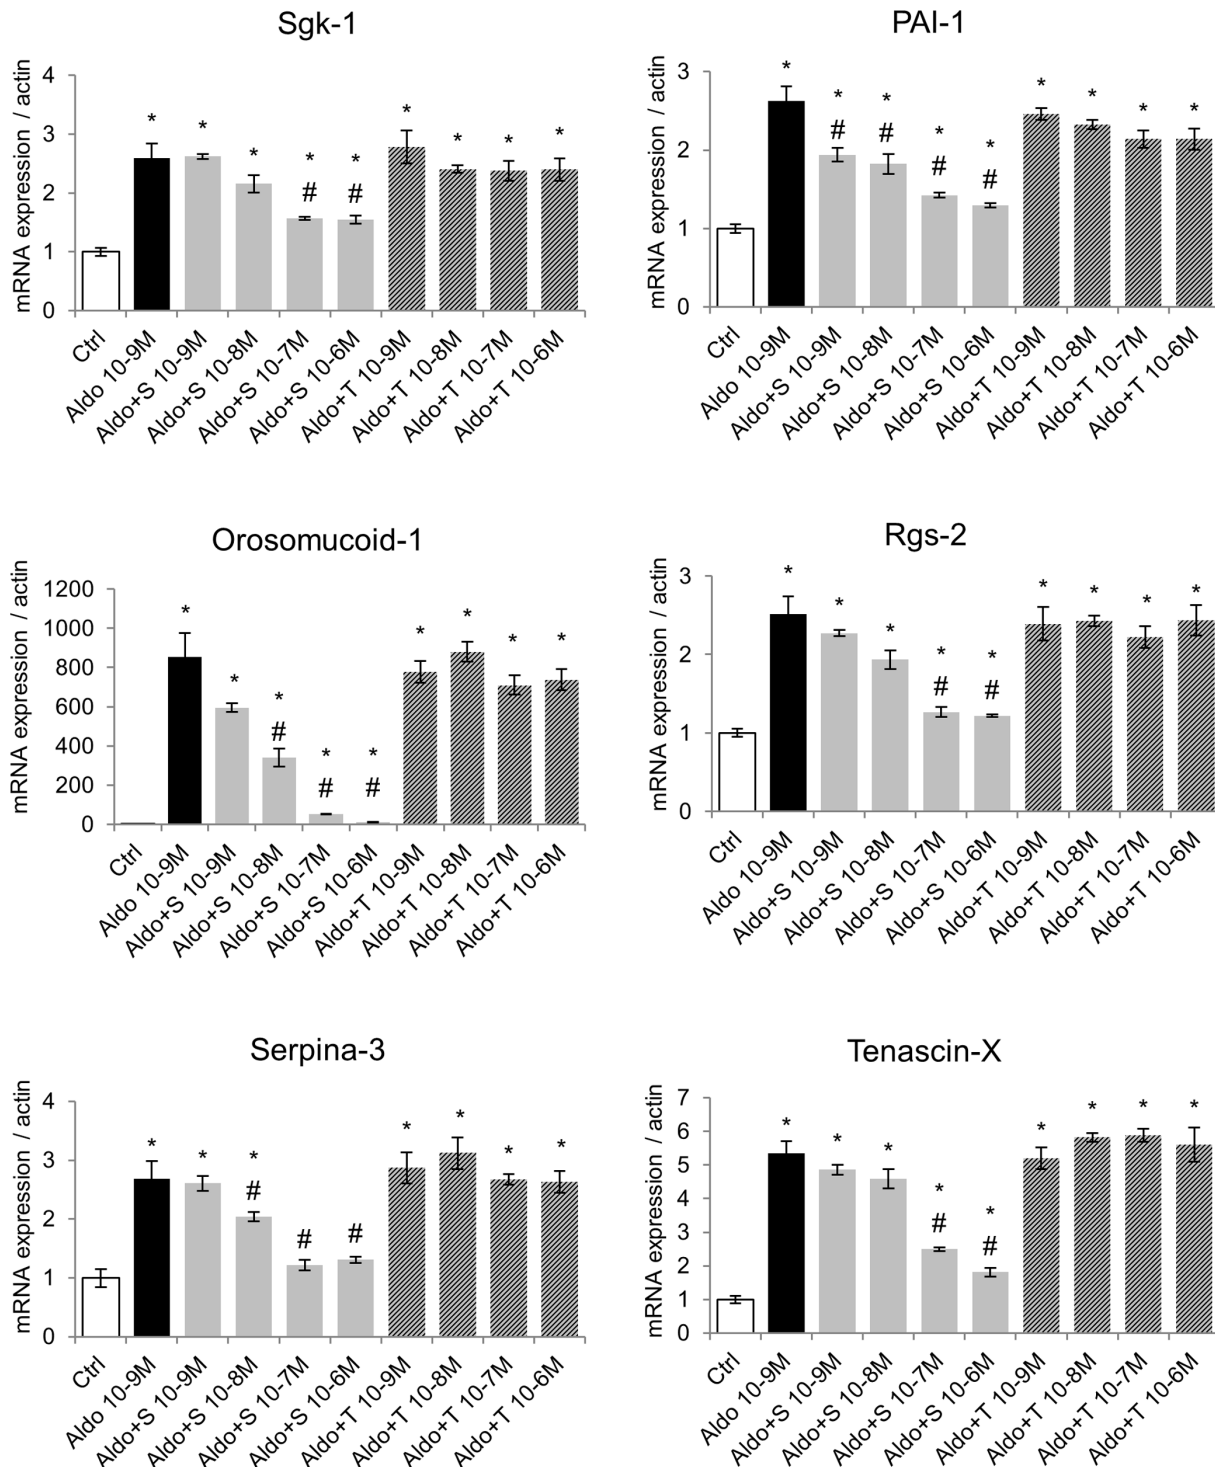 Sgk-1
mRNA expression / actin
4
3
2
1
0
* * * * * * * * *
# #
Ctrl
Aldo 10-9M
Aldo+S 10-9M
Aldo+S 10-8M
Aldo+S 10-7M
Aldo+S 10-6M
Aldo+T 10-9M
Aldo+T 10-8M
Aldo+T 10-7M
Aldo+T 10-6M
PAI-1
mRNA expression / actin
3
2
1
0
* * * * * * * * *
# # # #
Ctrl
Aldo 10-9M
Aldo+S 10-9M
Aldo+S 10-8M
Aldo+S 10-7M
Aldo+S 10-6M
Aldo+T 10-9M
Aldo+T 10-8M
Aldo+T 10-7M
Aldo+T 10-6M
Orosomucoid-1
mRNA expression / actin
1200
1000
800
600
400
200
0
* * * * * * * * *
# # #
Ctrl
Aldo 10-9M
Aldo+S 10-9M
Aldo+S 10-8M
Aldo+S 10-7M
Aldo+S 10-6M
Aldo+T 10-9M
Aldo+T 10-8M
Aldo+T 10-7M
Aldo+T 10-6M
Rgs-2
mRNA expression / actin
3
2
1
0
* * * * * * * * *
# #
Ctrl
Aldo 10-9M
Aldo+S 10-9M
Aldo+S 10-8M
Aldo+S 10-7M
Aldo+S 10-6M
Aldo+T 10-9M
Aldo+T 10-8M
Aldo+T 10-7M
Aldo+T 10-6M
Serpina-3
mRNA expression / actin
4
3
2
1
0
* * * * * * *
# # #
Ctrl
Aldo 10-9M
Aldo+S 10-9M
Aldo+S 10-8M
Aldo+S 10-7M
Aldo+S 10-6M
Aldo+T 10-9M
Aldo+T 10-8M
Aldo+T 10-7M
Aldo+T 10-6M
Tenascin-X
mRNA expression / actin
7
6
5
4
3
2
1
0
* * * * * * * * *
# #
Ctrl
Aldo 10-9M
Aldo+S 10-9M
Aldo+S 10-8M
Aldo+S 10-7M
Aldo+S 10-6M
Aldo+T 10-9M
Aldo+T 10-8M
Aldo+T 10-7M
Aldo+T 10-6M